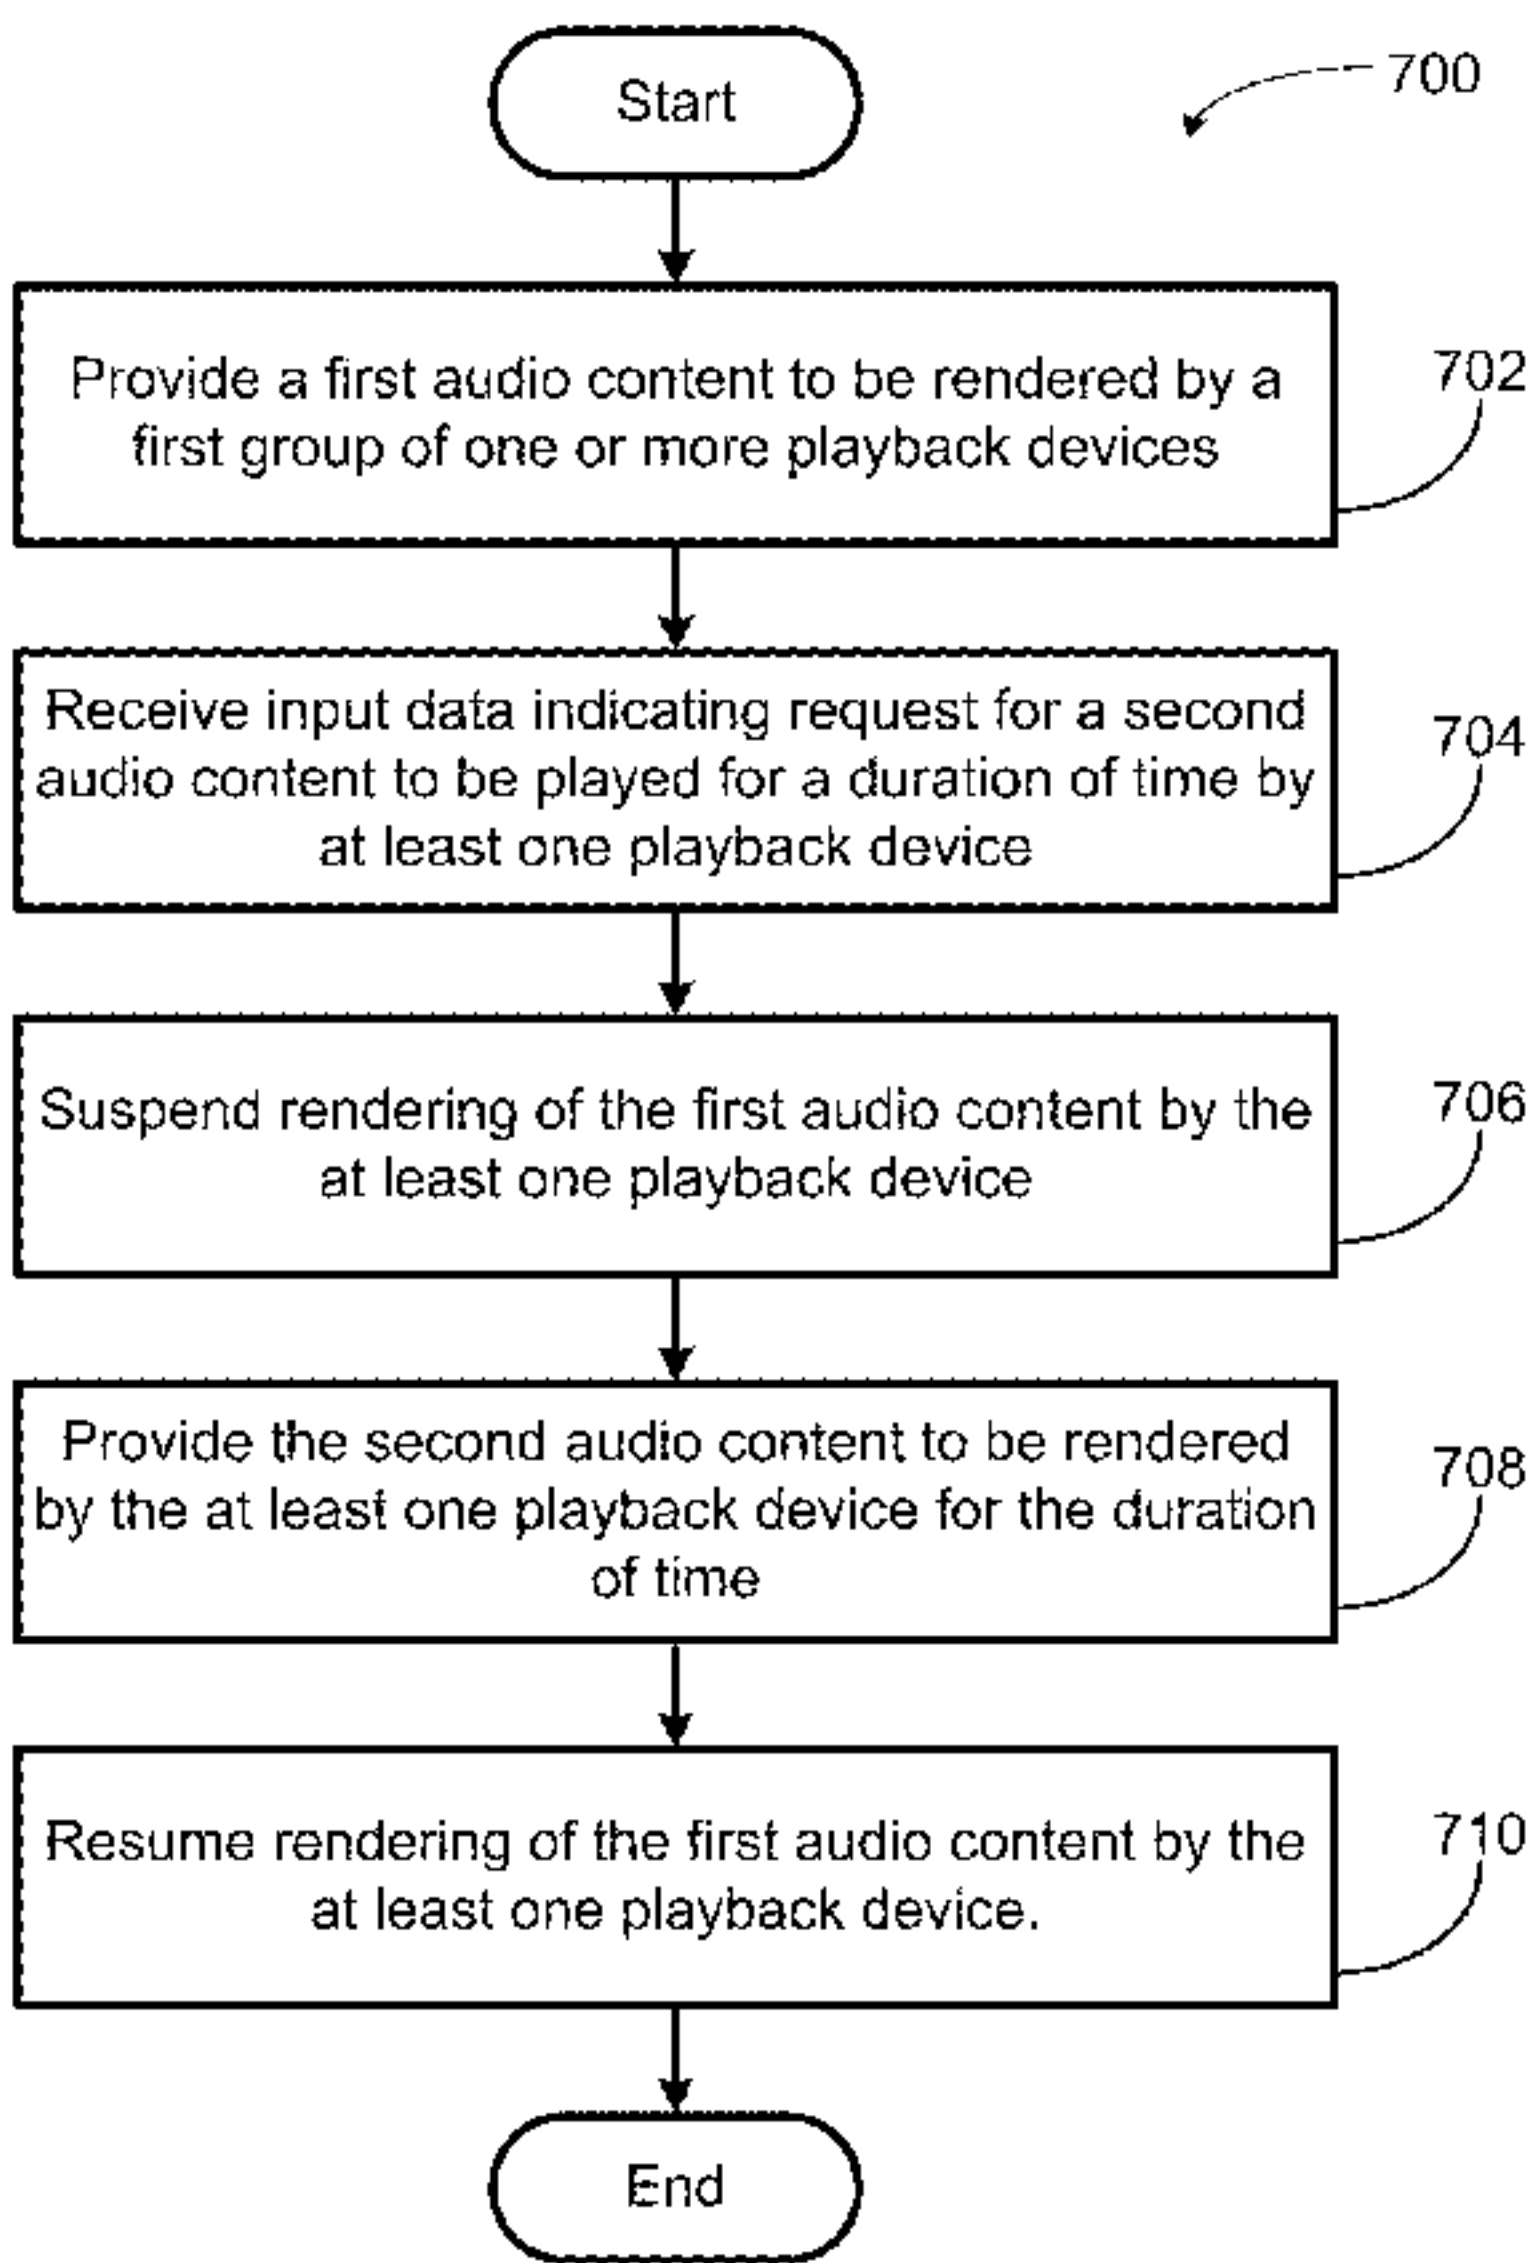 Start
700
Provide a first audio content to be rendered by a
first group of one or more playback devices
702
Receive input data indicating request for a second
audio content to be played for a duration of time by
at least one playback device
704
Suspend rendering of the first audio content by the
at least one playback device
706
Provide the second audio content to be rendered
by the at least one playback device for the duration
of time
708
Resume rendering of the first audio content by the
at least one playback device.
710
End